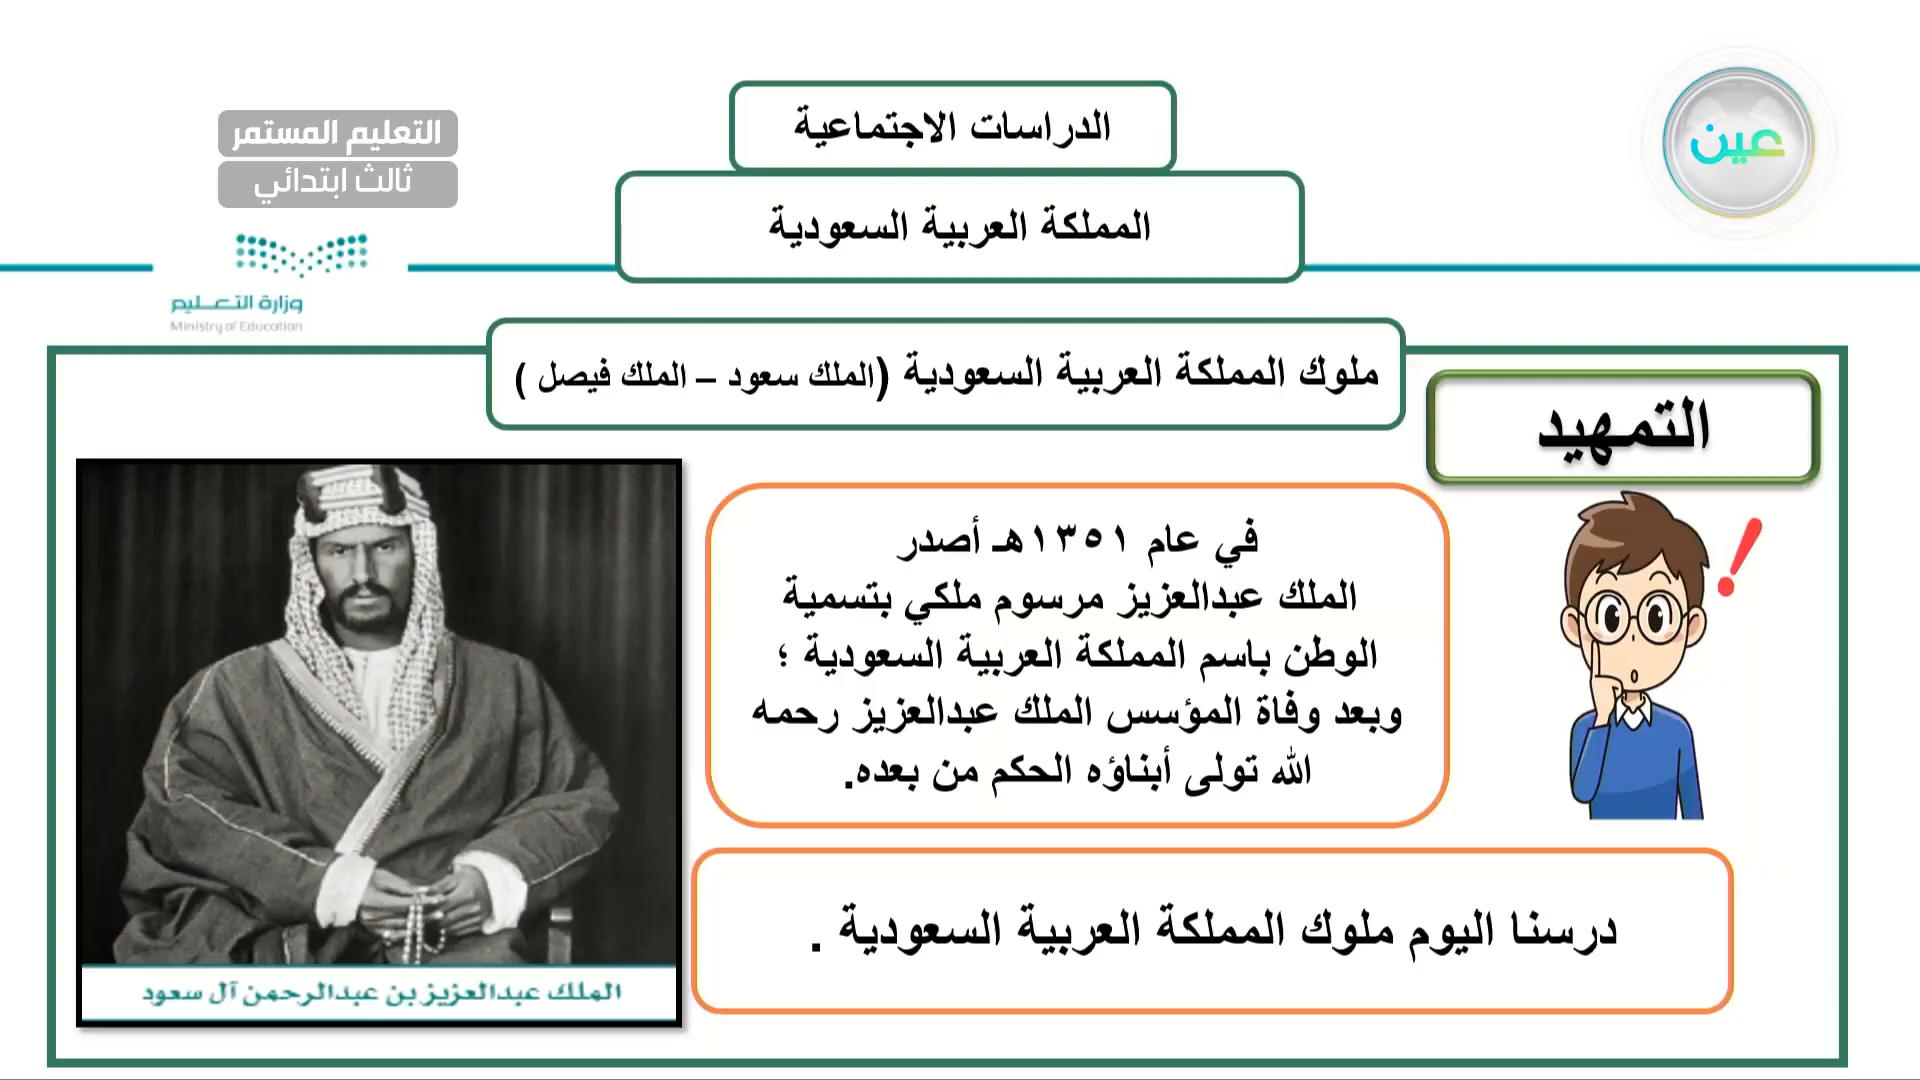 الدراسات الاجتماعية
عين
التعليم المستمر
ثالث ابتدائي
المملكة العربية السعودية
وزارة التعليم
Ministry of Education
ملوك المملكة العربية السعودية (الملك سعود – الملك فيصل )
التمهيد
في عام ١٣٥١هـ أصدر
الملك عبدالعزيز مرسوم ملكي بتسمية
الوطن باسم المملكة العربية السعودية ؛
وبعد وفاة المؤسس الملك عبدالعزيز رحمه
الله تولى أبناؤه الحكم من بعده.
درسنا اليوم ملوك المملكة العربية السعودية .
الملك عبدالعزيز بن عبدالرحمن آل سعود